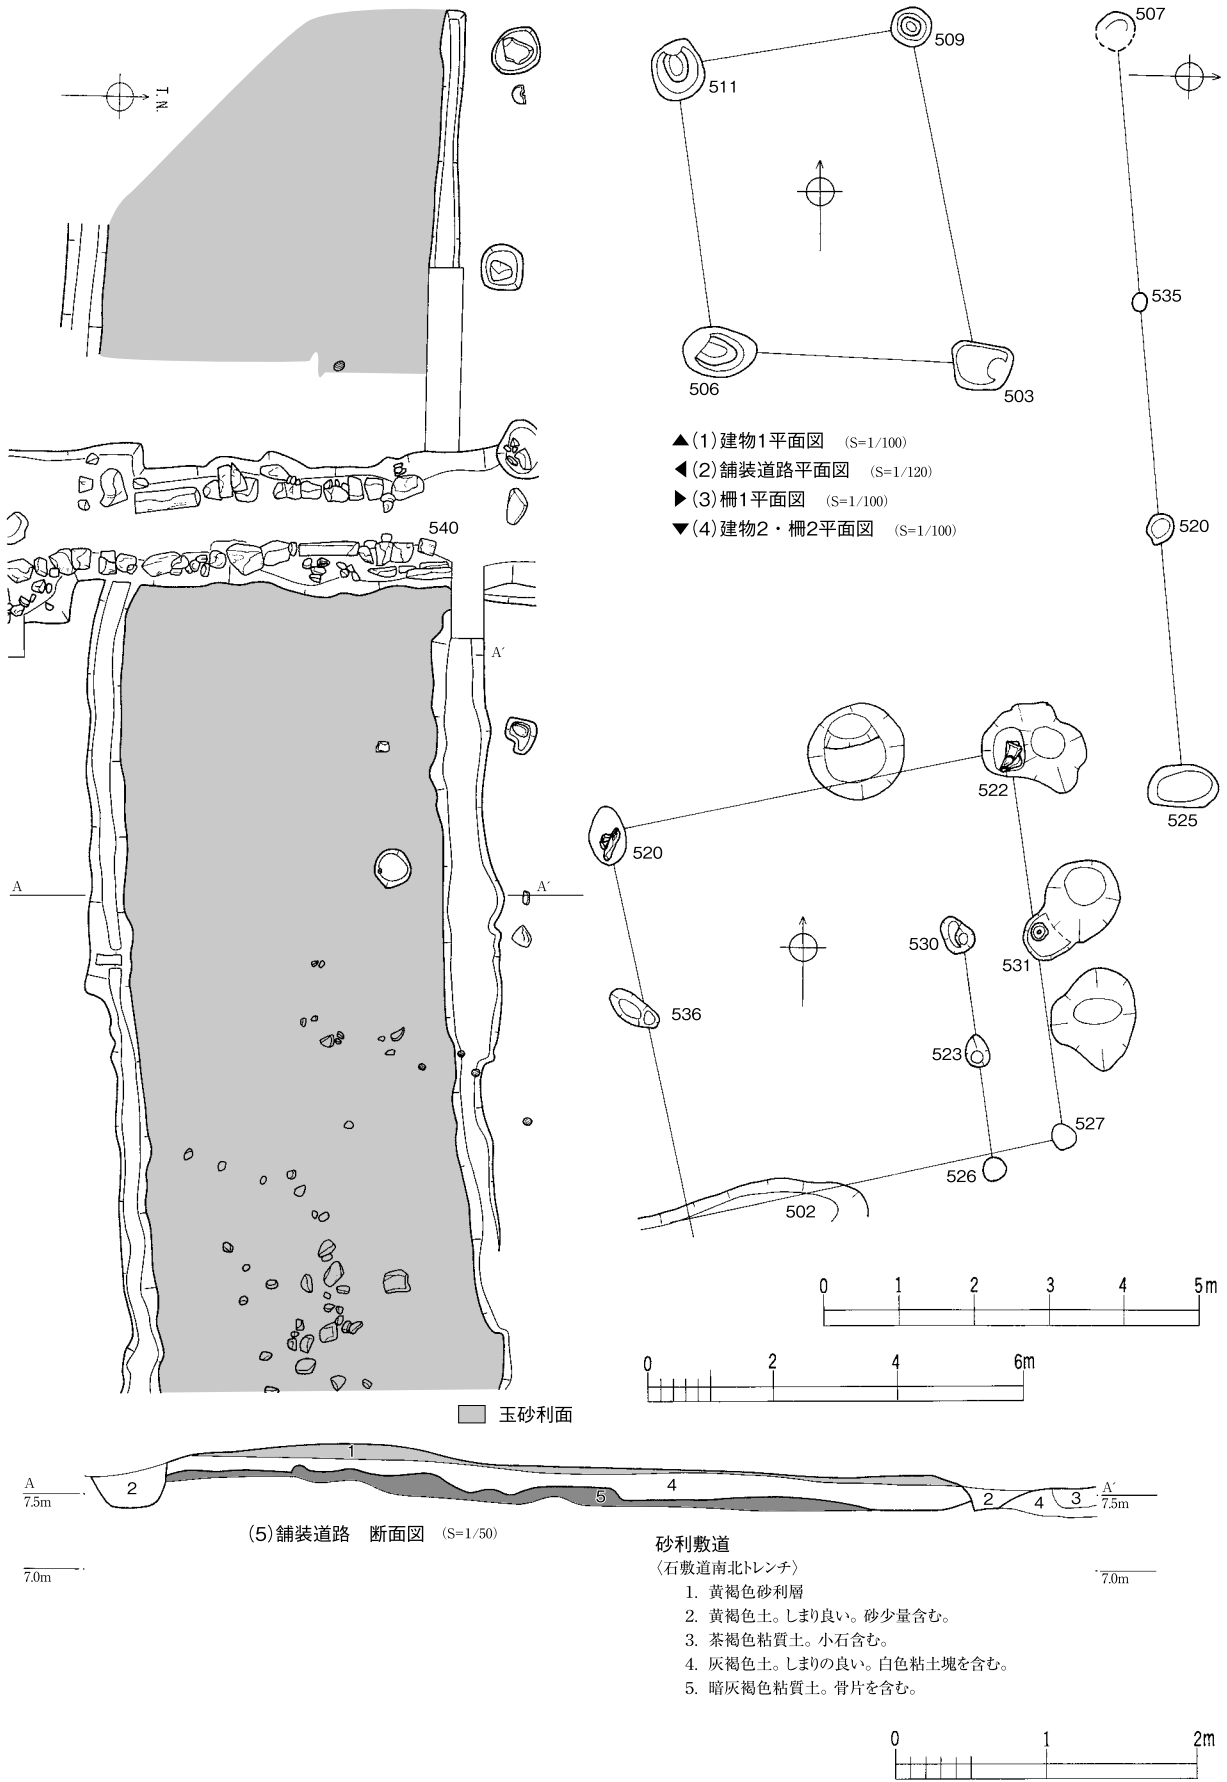 T.N.
540
A´
A
A´
511
509
506
503
507
535
520
525
▲(1)建物1平面図 (S=1/100)
◀(2)舗装道路平面図 (S=1/120)
▶(3)柵1平面図 (S=1/100)
▼(4)建物2・柵2平面図 (S=1/100)
522
520
530
531
536
523
527
526
502
0 1 2 3 4 5m
0 2 4 6m
玉砂利面
A
7.5m
7.0m
2
1
4
5
2
4
3
A´
7.5m
7.0m
(5)舗装道路 断面図 (S=1/50)
砂利敷道
〈石敷道南北トレンチ〉
1. 黄褐色砂利層
2. 黄褐色土。しまり良い。砂少量含む。
3. 茶褐色粘質土。小石含む。
4. 灰褐色土。しまりの良い。白色粘土塊を含む。
5. 暗灰褐色粘質土。骨片を含む。
0 1 2m